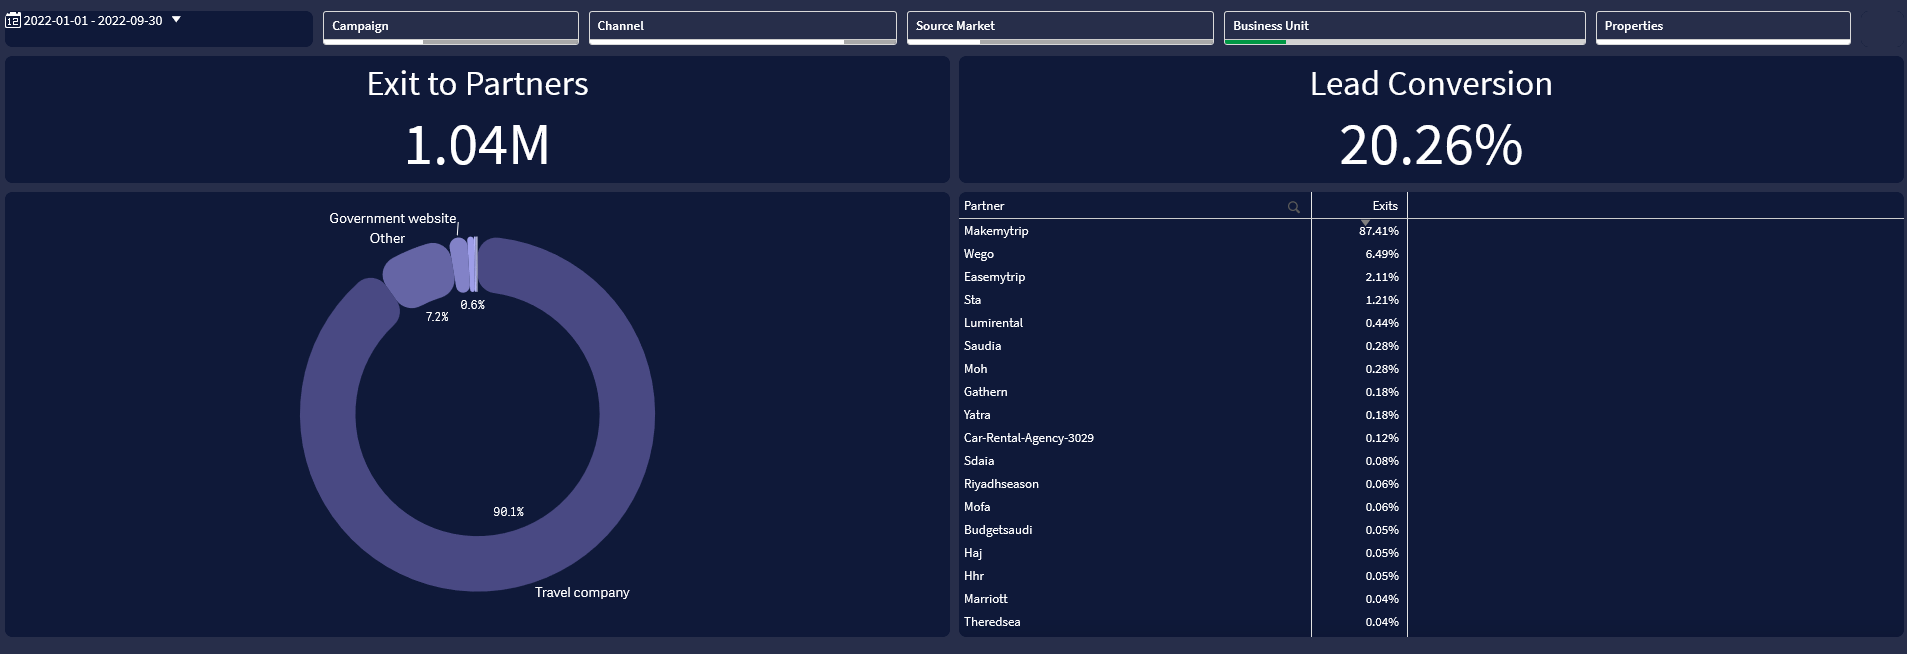 12 2022-01-01 - 2022-09-30
Campaign
Channel
Source Market
Business Unit
Properties
Exit to Partners
1.04M
Lead Conversion
20.26%
Government website
Other
0.6%
7.2%
90.1%
Travel company
Partner Exits
Makemytrip 87.41%
Wego 6.49%
Easemytrip 2.11%
Sta 1.21%
Lumirental 0.44%
Saudia 0.28%
Moh 0.28%
Gathern 0.18%
Yatra 0.18%
Car-Rental-Agency-3029 0.12%
Sdaia 0.08%
Riyadhseason 0.06%
Mofa 0.06%
Budgetsaudi 0.05%
Haj 0.05%
Hhr 0.05%
Marriott 0.04%
Theredsea 0.04%